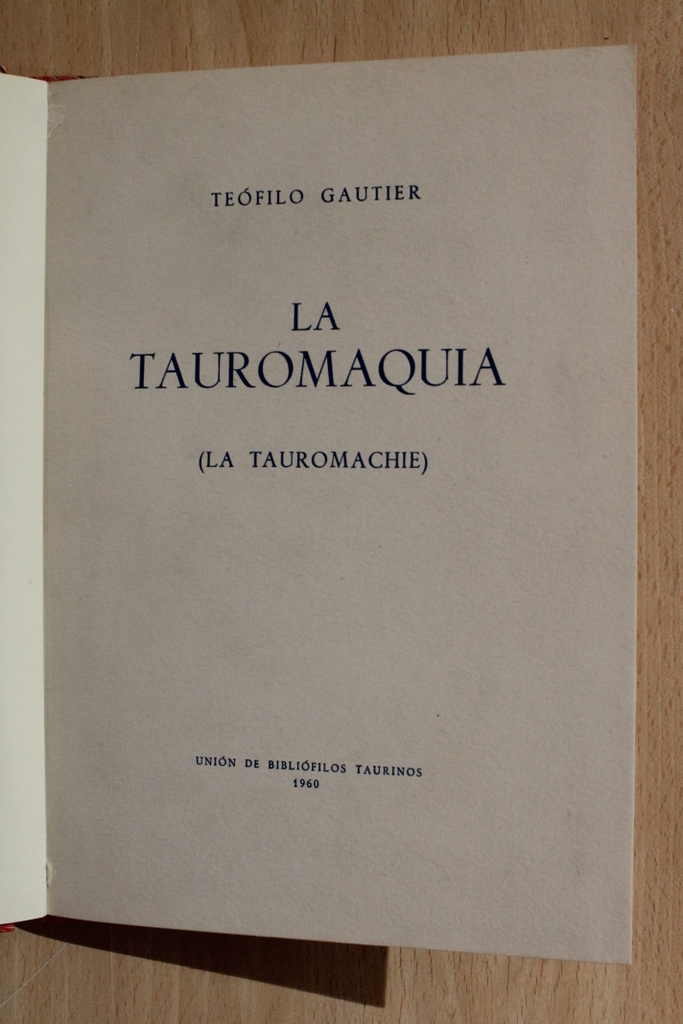 TEÓFILO GAUTIER
LA
TAUROMAQUIA
(LA TAUROMACHIE)
UNIÓN DE BIBLIÓFILOS TAURINOS
1960